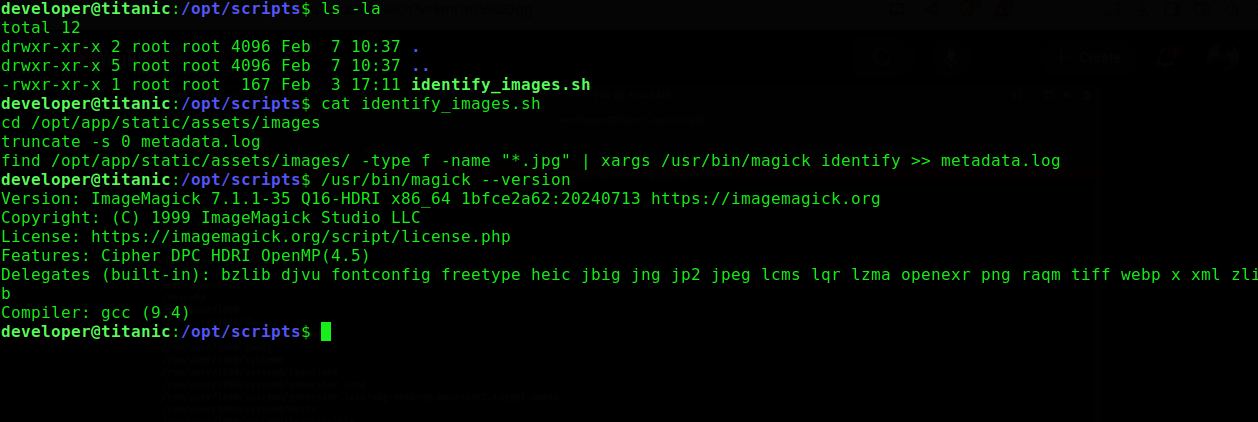 developer@titanic:/opt/scripts$ ls -la
total 12
drwxr-xr-x 2 root root 4096 Feb  7 10:37 .
drwxr-xr-x 5 root root 4096 Feb  7 10:37 ..
-rwxr-xr-x 1 root root  167 Feb  3 17:11 identify_images.sh
developer@titanic:/opt/scripts$ cat identify_images.sh
cd /opt/app/static/assets/images
truncate -s 0 metadata.log
find /opt/app/static/assets/images/ -type f -name "*.jpg" | xargs /usr/bin/magick identify >> metadata.log
developer@titanic:/opt/scripts$ /usr/bin/magick --version
Version: ImageMagick 7.1.1-35 Q16-HDRI x86_64 1bfce2a62:20240713 https://imagemagick.org
Copyright: (C) 1999 ImageMagick Studio LLC
License: https://imagemagick.org/script/license.php
Features: Cipher DPC HDRI OpenMP(4.5)
Delegates (built-in): bzlib djvu fontconfig freetype heic jbig jng jp2 jpeg lcms lqr lzma openexr png raqm tiff webp x xml zli
b
Compiler: gcc (9.4)
developer@titanic:/opt/scripts$